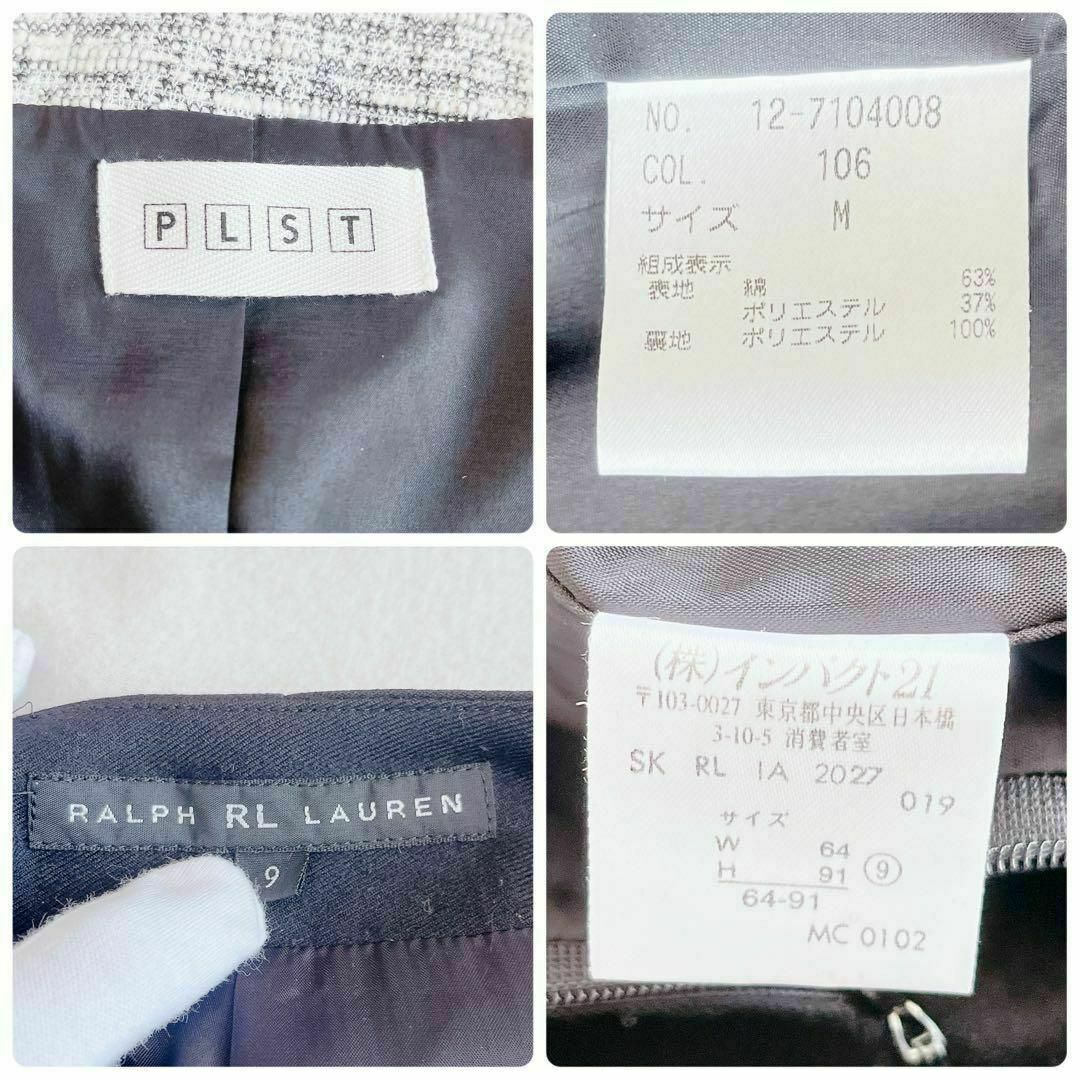 PLST
NO. 12-7104008
COL. 106
サイズ M
組成表示
表地 綿 63%
ポリエステル 37%
裏地 ポリエステル 100%
RALPH RL LAUREN
9
(株)インパクト21
〒103-0027 東京都中央区日本橋
3-10-5 消費者室
SK RL IA 2027
019
サイズ
W 64
H 91 ⑨
64-91
MC 0102